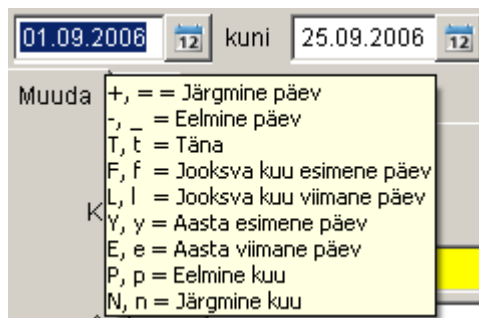 01.09.2006 12 kuni 25.09.2006 12
Muuda
+, = = Järgmine päev
-, _ = Eelmine päev
T, t = Täna
F, f = Jooksva kuu esimene päev
L, l = Jooksva kuu viimane päev
K
Y, y = Aasta esimene päev
E, e = Aasta viimane päev
P, p = Eelmine kuu
N, n = Järgmine kuu